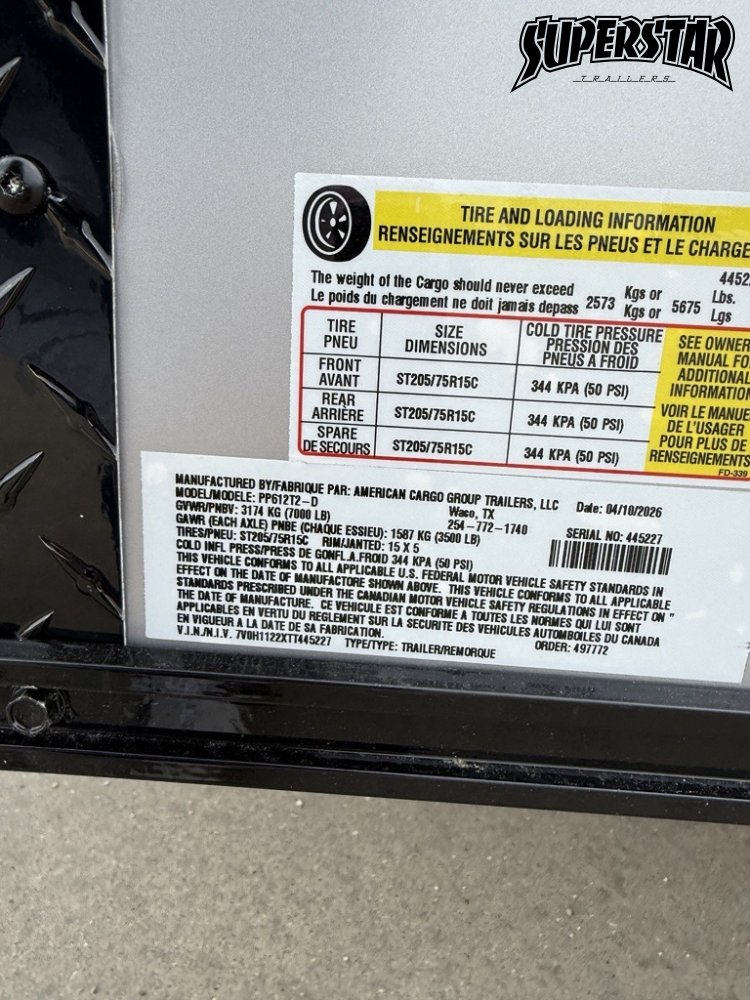 SUPERSTAR
TRAILERS
TIRE AND LOADING INFORMATION
RENSEIGNEMENTS SUR LES PNEUS ET LE CHARGE
4452
The weight of the Cargo should never exceed
Le poids du chargement ne doit jamais depass 2573 Kgs or 5675 Lbs.
Kgs or Lgs
TIRE SIZE COLD TIRE PRESSURE
PNEU DIMENSIONS PRESSION DES
PNEUS A FROID
FRONT
AVANT ST205/75R15C 344 KPA (50 PSI)
REAR
ARRIÈRE ST205/75R15C 344 KPA (50 PSI)
SPARE
DE SECOURS ST205/75R15C 344 KPA (50 PSI)
SEE OWNER
MANUAL FO
ADDITIONAL
INFORMATION
VOIR LE MANUE
DE L'USAGER
POUR PLUS DE
RENSEIGNEMENTS
FD-339
MANUFACTURED BY/FABRIQUE PAR: AMERICAN CARGO GROUP TRAILERS, LLC Date: 04/10/2026
MODEL/MODELE: PP612T2-D Waco, TX
GVWR/PNBV: 3174 KG (7000 LB) 254-772-1740
GAWR (EACH AXLE) PNBE (CHAQUE ESSIEU): 1587 KG (3500 LB) SERIAL NO: 445227
TIRES/PNEU: ST205/75R15C RIM/JANTED: 15 X 5
COLD INFL PRESS/PRESS DE GONFL.A.FROID 344 KPA (50 PSI)
THIS VEHICLE CONFORMS TO ALL APPLICABLE U.S. FEDERAL MOTOR VEHICLE SAFETY STANDARDS IN
EFFECT ON THE DATE OF MANUFACTORE SHOWN ABOVE. THIS VEHICLE CONFORMS TO ALL APPLICABLE
STANDARDS PRESCRIBED UNDER THE CANADIAN MOTOR VEHICLE SAFETY REGULATIONS IN EFFECT ON "
THE DATE OF MANUFACTURE. CE VEHICULE EST CONFORME A TOUTES LES NORMES QUI LUI SONT
APPLICABLES EN VERTU DU REGLEMENT SUR LA SECURITE DES VEHICULES AUTOMBOILES DU CANADA
EN VIGUEUR A LA DATE DE SA FABRICATION.
V.I.N./N.I.V. 7V0H1122XTT445227 TYPE/TYPE: TRAILER/REMORQUE ORDER: 497772